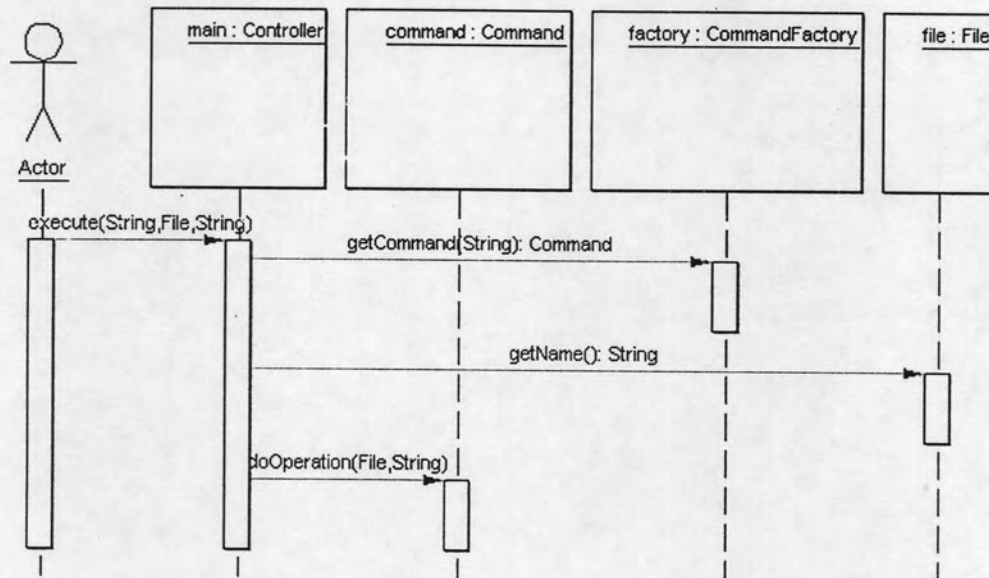 main : Controller
command : Command
factory : CommandFactory
file : File
Actor
execute(String,File,String)
getCommand(String): Command
getName(): String
doOperation(File,String)